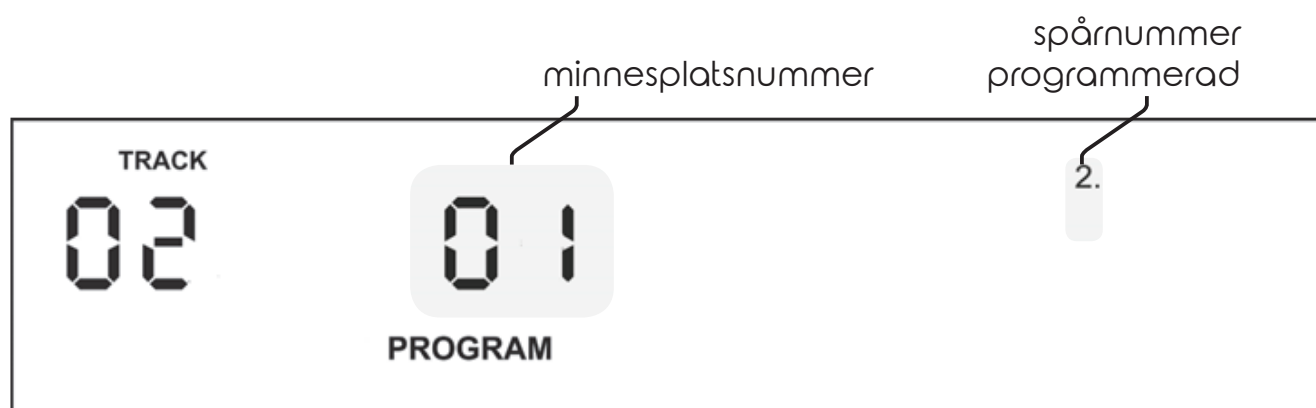 spårnummer
programmerad
minnesplatsnummer
TRACK
2.
02
01
PROGRAM